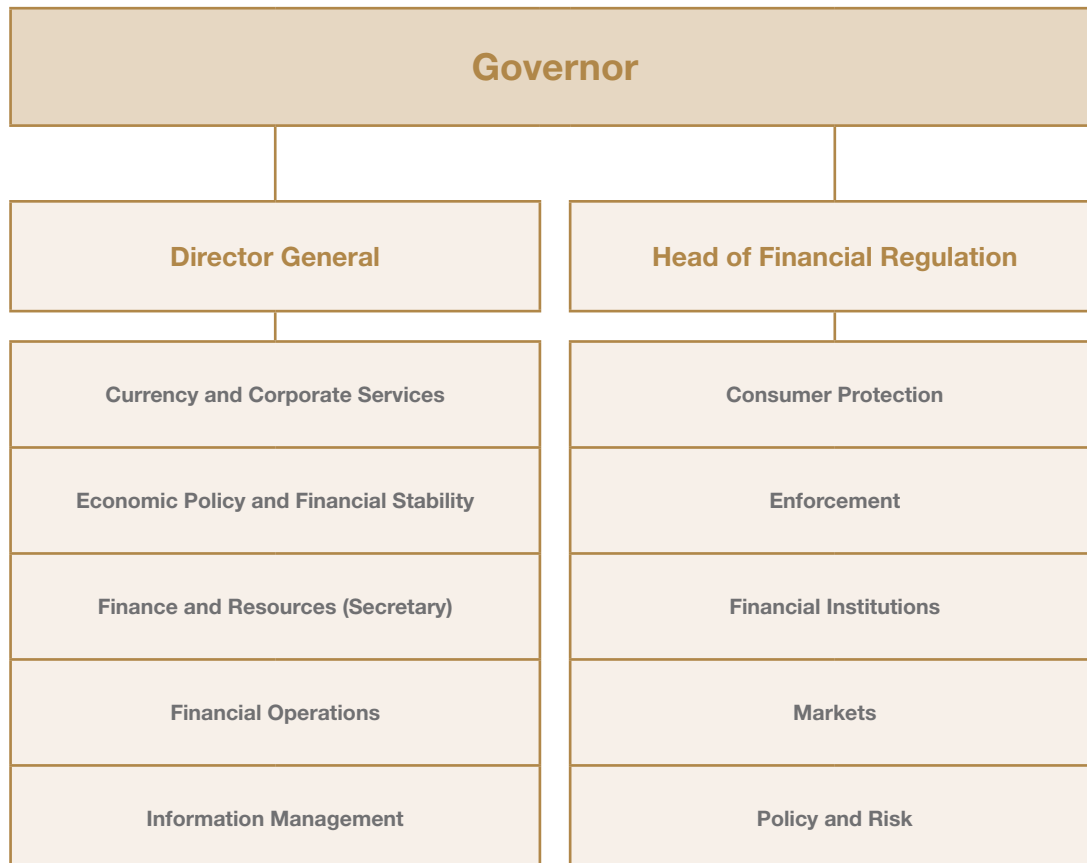 Governor
Director General
Head of Financial Regulation
Currency and Corporate Services
Consumer Protection
Economic Policy and Financial Stability
Enforcement
Finance and Resources (Secretary)
Financial Institutions
Financial Operations
Markets
Information Management
Policy and Risk